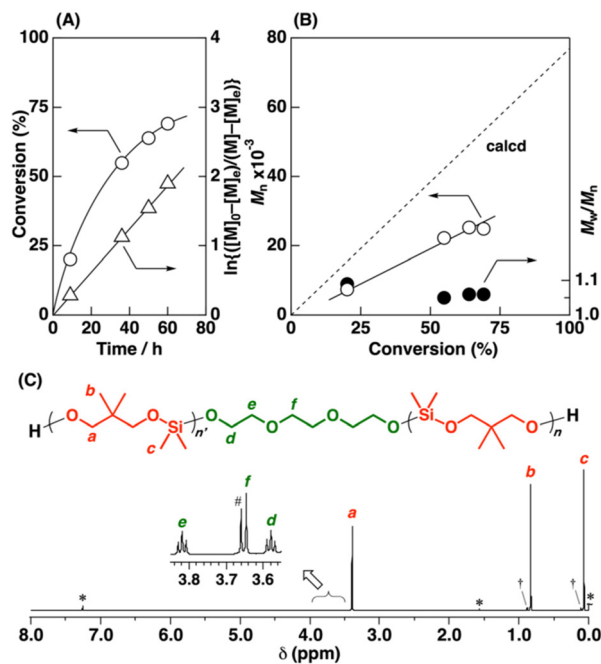 (A)
100
75
50
25
0
Conversion (%)
4
3
2
1
0
ln{([M]0–[M]e)/([M]–[M]e)}
0 20 40 60 80
Time / h
(B)
80
60
40
20
0
Mn x10-3
calcd
1.1
1.0
Mw/Mn
0 25 50 75 100
Conversion (%)
(C)
b e f
H O O Si O O O O Si O O H
a c n' d n
e # f d
3.8 3.7 3.6
a b c
* * † † *
8.0 7.0 6.0 5.0 4.0 3.0 2.0 1.0 0.0
δ (ppm)